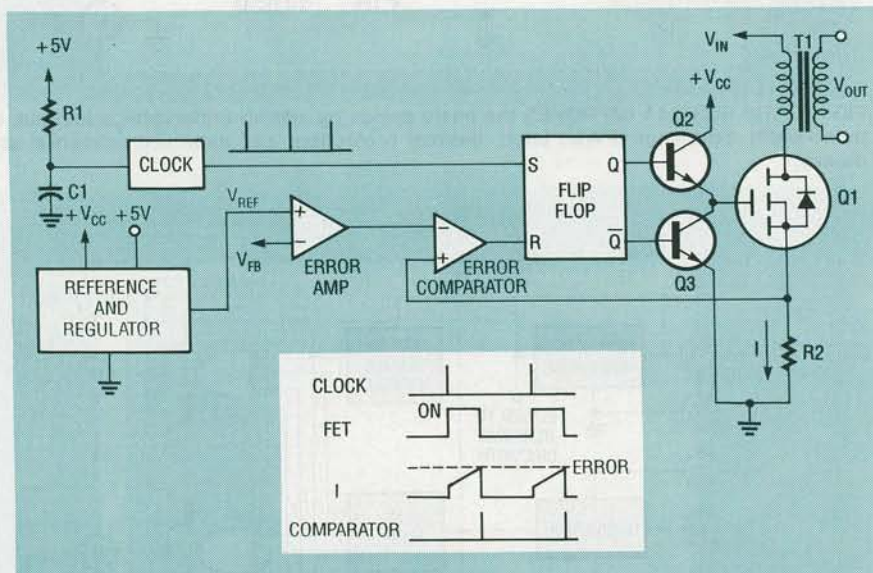 +5V
R1
C1
CLOCK
+VCC
+5V
REFERENCE
AND
REGULATOR
VREF
VFB
+
−
ERROR
AMP
−
+
ERROR
COMPARATOR
S
Q
FLIP
FLOP
R
Q̅
+VCC
Q2
Q3
VIN
T1
VOUT
Q1
I
R2
CLOCK
ON
FET
ERROR
I
COMPARATOR